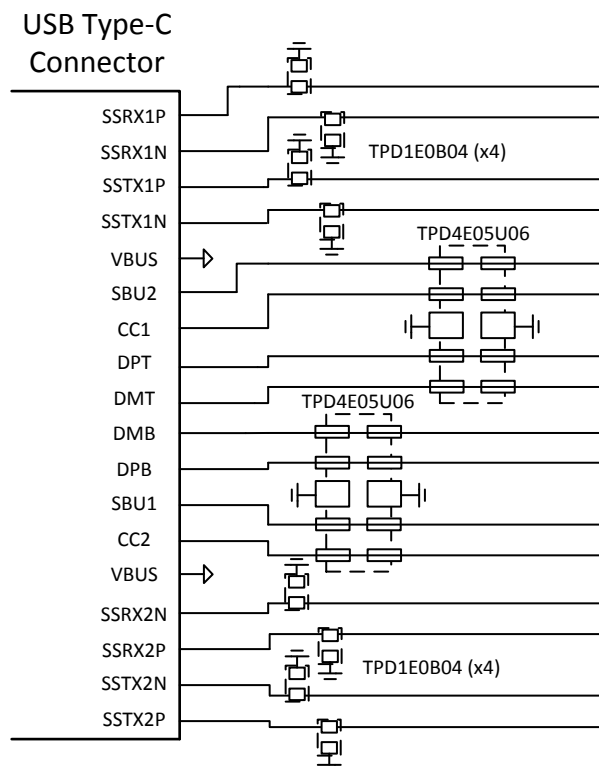 USB Type-C
Connector
SSRX1P
SSRX1N
TPD1E0B04 (x4)
SSTX1P
SSTX1N
TPD4E05U06
VBUS
SBU2
CC1
DPT
DMT
TPD4E05U06
DMB
DPB
SBU1
CC2
VBUS
SSRX2N
SSRX2P
TPD1E0B04 (x4)
SSTX2N
SSTX2P